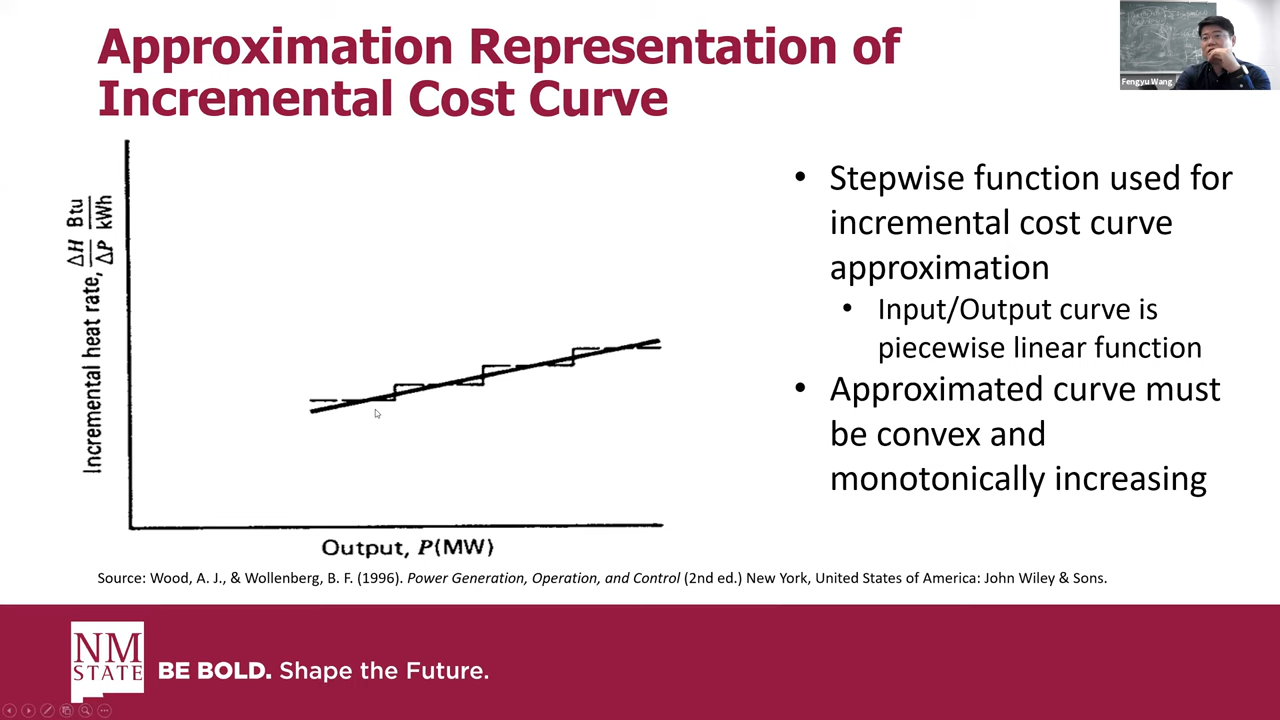 Approximation Representation of
Incremental Cost Curve
Fengyu Wang
Incremental heat rate, ΔH/ΔP Btu/kWh
Output, P(MW)
• Stepwise function used for
incremental cost curve
approximation
• Input/Output curve is
piecewise linear function
• Approximated curve must
be convex and
monotonically increasing
Source: Wood, A. J., & Wollenberg, B. F. (1996). Power Generation, Operation, and Control (2nd ed.) New York, United States of America: John Wiley & Sons.
NM
STATE
BE BOLD. Shape the Future.